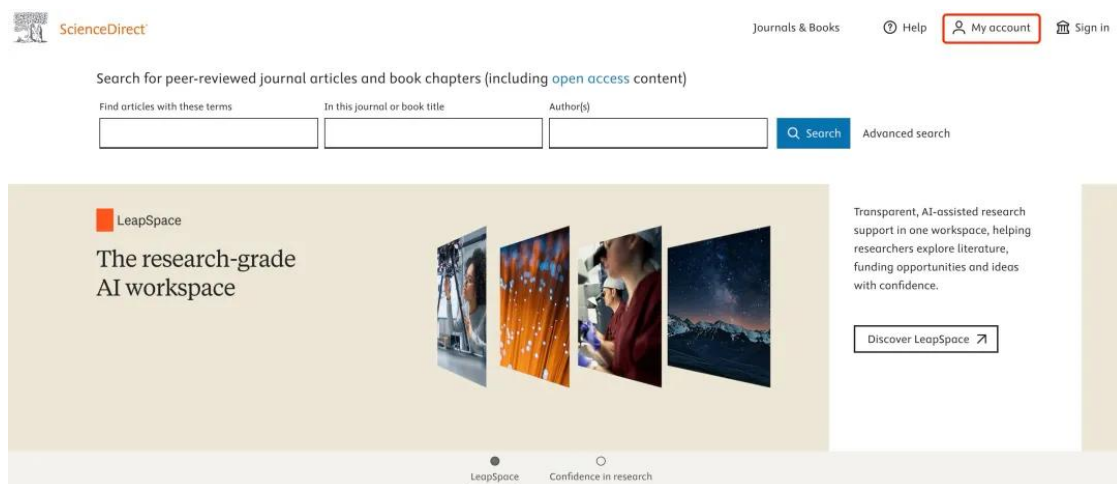 ScienceDirect
Journals & Books
Help
My account
Sign in
Search for peer-reviewed journal articles and book chapters (including open access content)
Find articles with these terms
In this journal or book title
Author(s)
Search
Advanced search
LeapSpace
The research-grade
AI workspace
Transparent, AI-assisted research
support in one workspace, helping
researchers explore literature,
funding opportunities and ideas
with confidence.
Discover LeapSpace
LeapSpace
Confidence in research